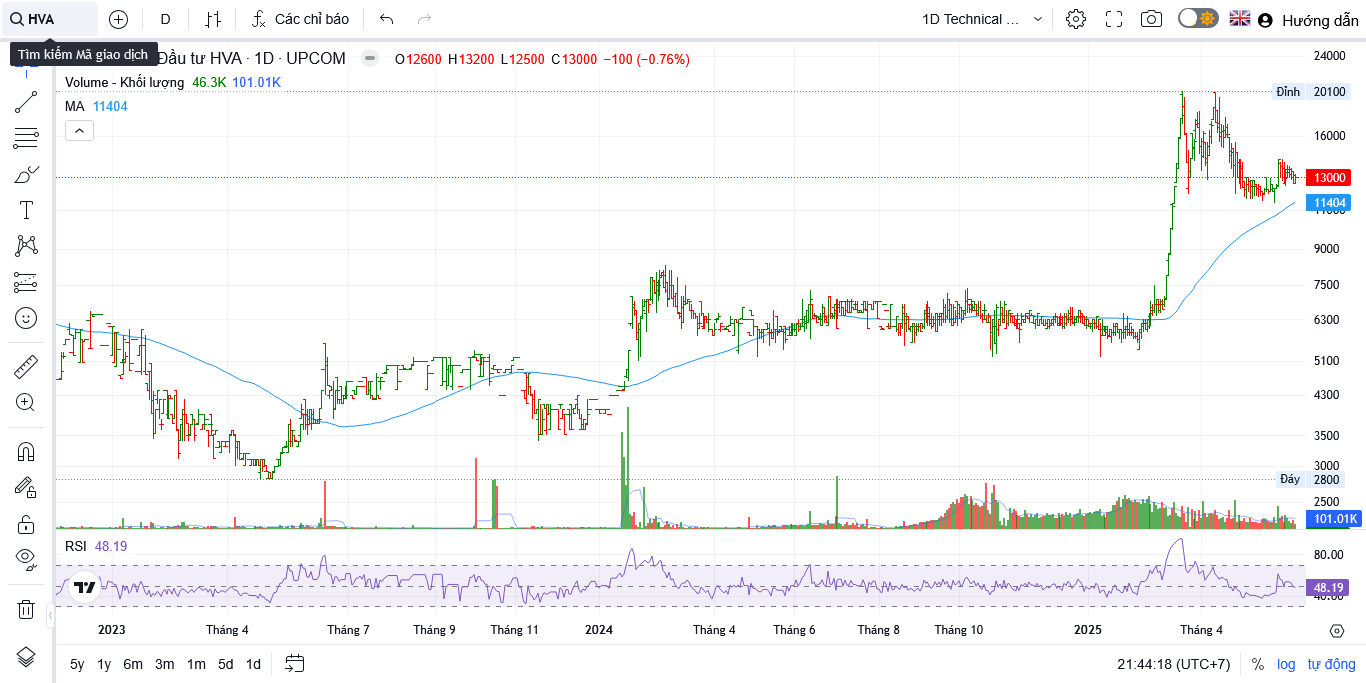 HVA
D
Các chỉ báo
1D Technical ...
Hướng dẫn
Tìm kiếm Mã giao dịch
Đầu tư HVA · 1D · UPCOM
O12600 H13200 L12500 C13000 −100 (−0.76%)
Volume - Khối lượng 46.3K 101.01K
MA 11404
24000
Đỉnh 20100
16000
13000
11404
11000
9000
7500
6300
5100
4300
3500
3000
Đáy 2800
2500
101.01K
RSI 48.19
80.00
48.19
40.00
2023 Tháng 4 Tháng 7 Tháng 9 Tháng 11 2024 Tháng 4 Tháng 6 Tháng 8 Tháng 10 2025 Tháng 4
5y 1y 6m 3m 1m 5d 1d
21:44:18 (UTC+7) % log tự động